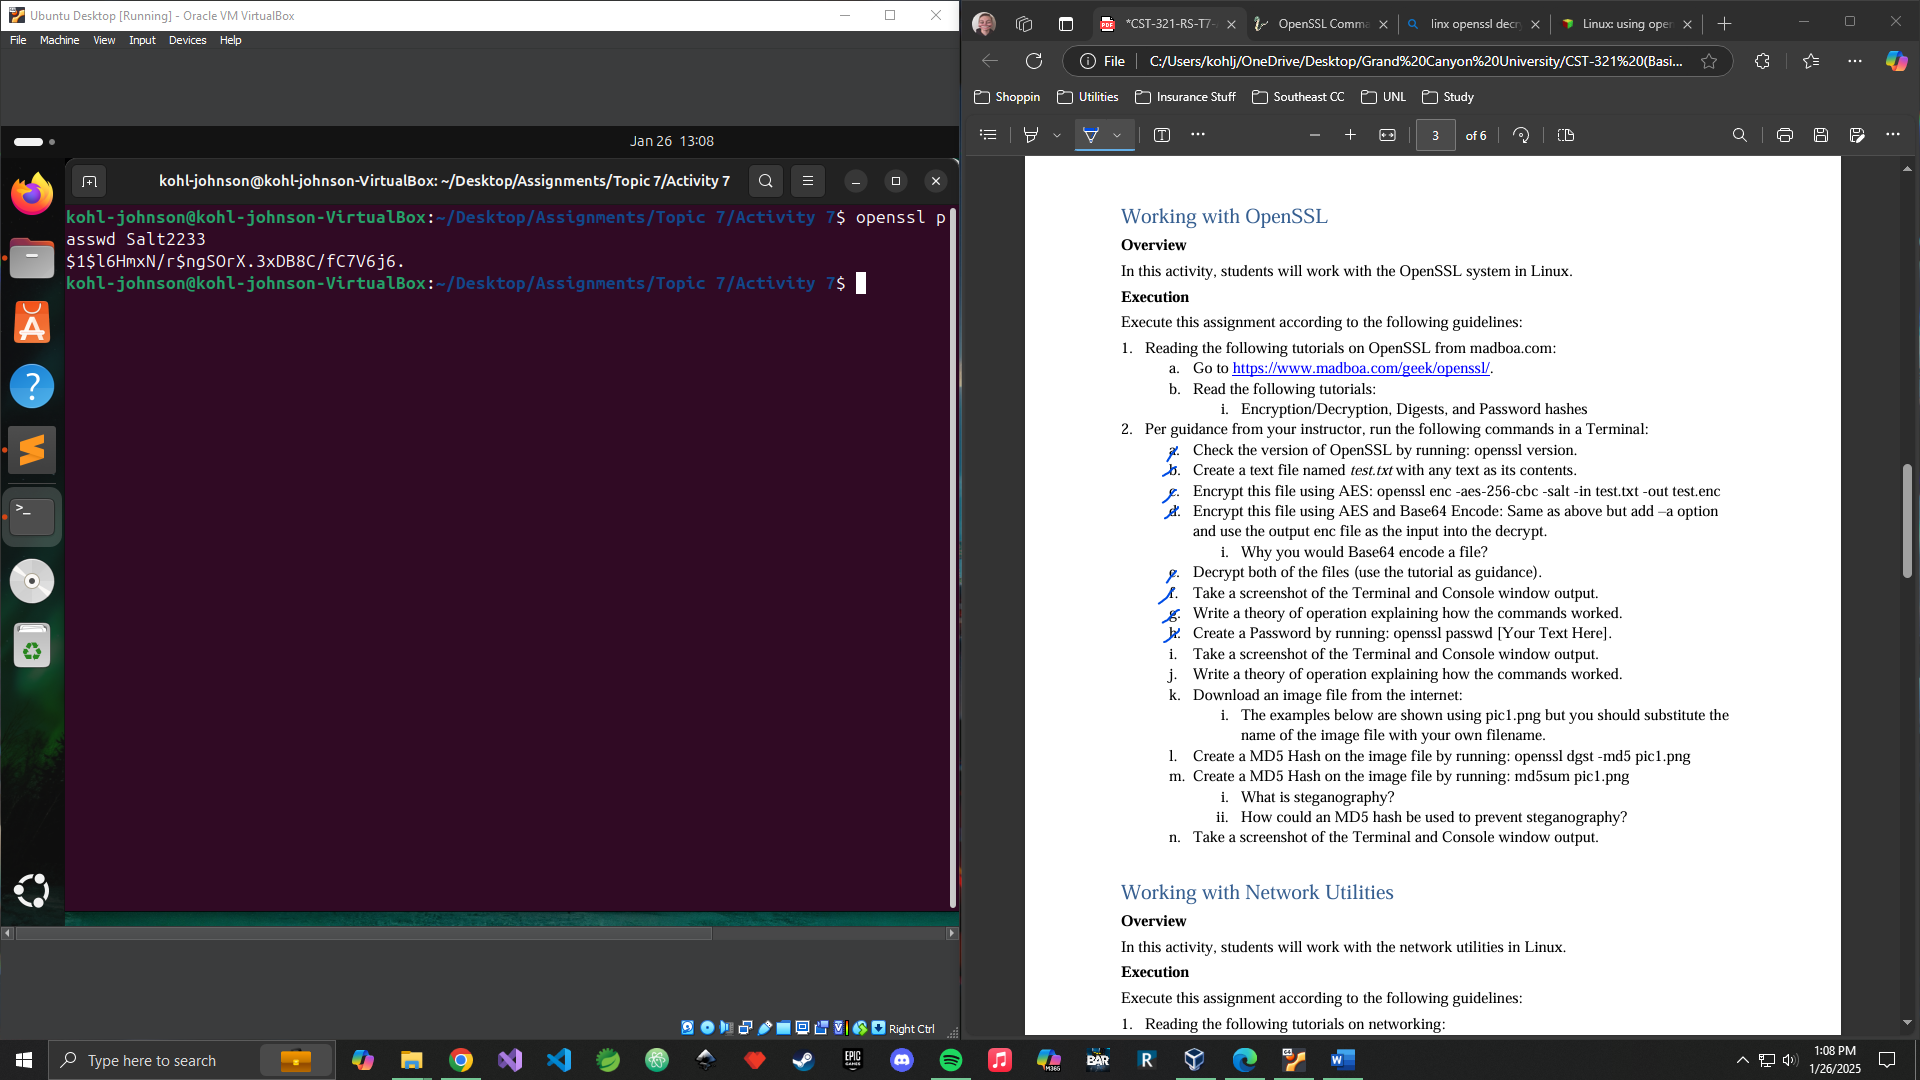 Ubuntu Desktop [Running] - Oracle VM VirtualBox
File Machine View Input Devices Help
Jan 26 13:08
kohl-johnson@kohl-johnson-VirtualBox: ~/Desktop/Assignments/Topic 7/Activity 7
kohl-johnson@kohl-johnson-VirtualBox:~/Desktop/Assignments/Topic 7/Activity 7$ openssl p
asswd Salt2233
$1$l6HmxN/r$ngSOrX.3xDB8C/fC7V6j6.
kohl-johnson@kohl-johnson-VirtualBox:~/Desktop/Assignments/Topic 7/Activity 7$
Right Ctrl
*CST-321-RS-T7-
OpenSSL Comma
linx openssl decr
Linux: using open
File C:/Users/kohlj/OneDrive/Desktop/Grand%20Canyon%20University/CST-321%20(Basi...
Shoppin Utilities Insurance Stuff Southeast CC UNL Study
3 of 6
Working with OpenSSL
Overview
In this activity, students will work with the OpenSSL system in Linux.
Execution
Execute this assignment according to the following guidelines:
1. Reading the following tutorials on OpenSSL from madboa.com:
a. Go to https://www.madboa.com/geek/openssl/.
b. Read the following tutorials:
i. Encryption/Decryption, Digests, and Password hashes
2. Per guidance from your instructor, run the following commands in a Terminal:
a. Check the version of OpenSSL by running: openssl version.
b. Create a text file named test.txt with any text as its contents.
c. Encrypt this file using AES: openssl enc -aes-256-cbc -salt -in test.txt -out test.enc
d. Encrypt this file using AES and Base64 Encode: Same as above but add –a option
and use the output enc file as the input into the decrypt.
i. Why you would Base64 encode a file?
e. Decrypt both of the files (use the tutorial as guidance).
f. Take a screenshot of the Terminal and Console window output.
g. Write a theory of operation explaining how the commands worked.
h. Create a Password by running: openssl passwd [Your Text Here].
i. Take a screenshot of the Terminal and Console window output.
j. Write a theory of operation explaining how the commands worked.
k. Download an image file from the internet:
i. The examples below are shown using pic1.png but you should substitute the
name of the image file with your own filename.
l. Create a MD5 Hash on the image file by running: openssl dgst -md5 pic1.png
m. Create a MD5 Hash on the image file by running: md5sum pic1.png
i. What is steganography?
ii. How could an MD5 hash be used to prevent steganography?
n. Take a screenshot of the Terminal and Console window output.
Working with Network Utilities
Overview
In this activity, students will work with the network utilities in Linux.
Execution
Execute this assignment according to the following guidelines:
1. Reading the following tutorials on networking:
Type here to search
1:08 PM
1/26/2025